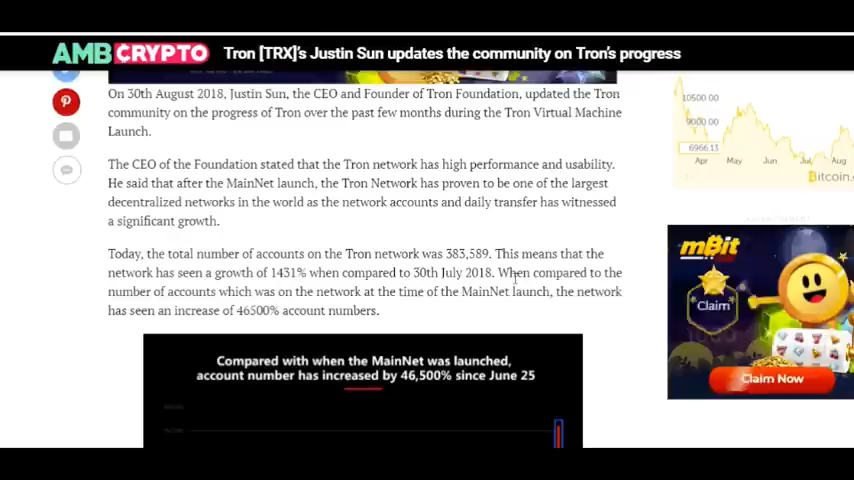 AMBCRYPTO
Tron [TRX]'s Justin Sun updates the community on Tron's progress
On 30th August 2018, Justin Sun, the CEO and Founder of Tron Foundation, updated the Tron
community on the progress of Tron over the past few months during the Tron Virtual Machine
Launch.
The CEO of the Foundation stated that the Tron network has high performance and usability.
He said that after the MainNet launch, the Tron Network has proven to be one of the largest
decentralized networks in the world as the network accounts and daily transfer has witnessed
a significant growth.
Today, the total number of accounts on the Tron network was 383,589. This means that the
network has seen a growth of 1431% when compared to 30th July 2018. When compared to the
number of accounts which was on the network at the time of the MainNet launch, the network
has seen an increase of 46500% account numbers.
Compared with when the MainNet was launched,
account number has increased by 46,500% since June 25
10500.00
9000.00
6966.13
Apr May Jun Jul Aug
Bitcoin.c
mBit
Claim
Claim Now